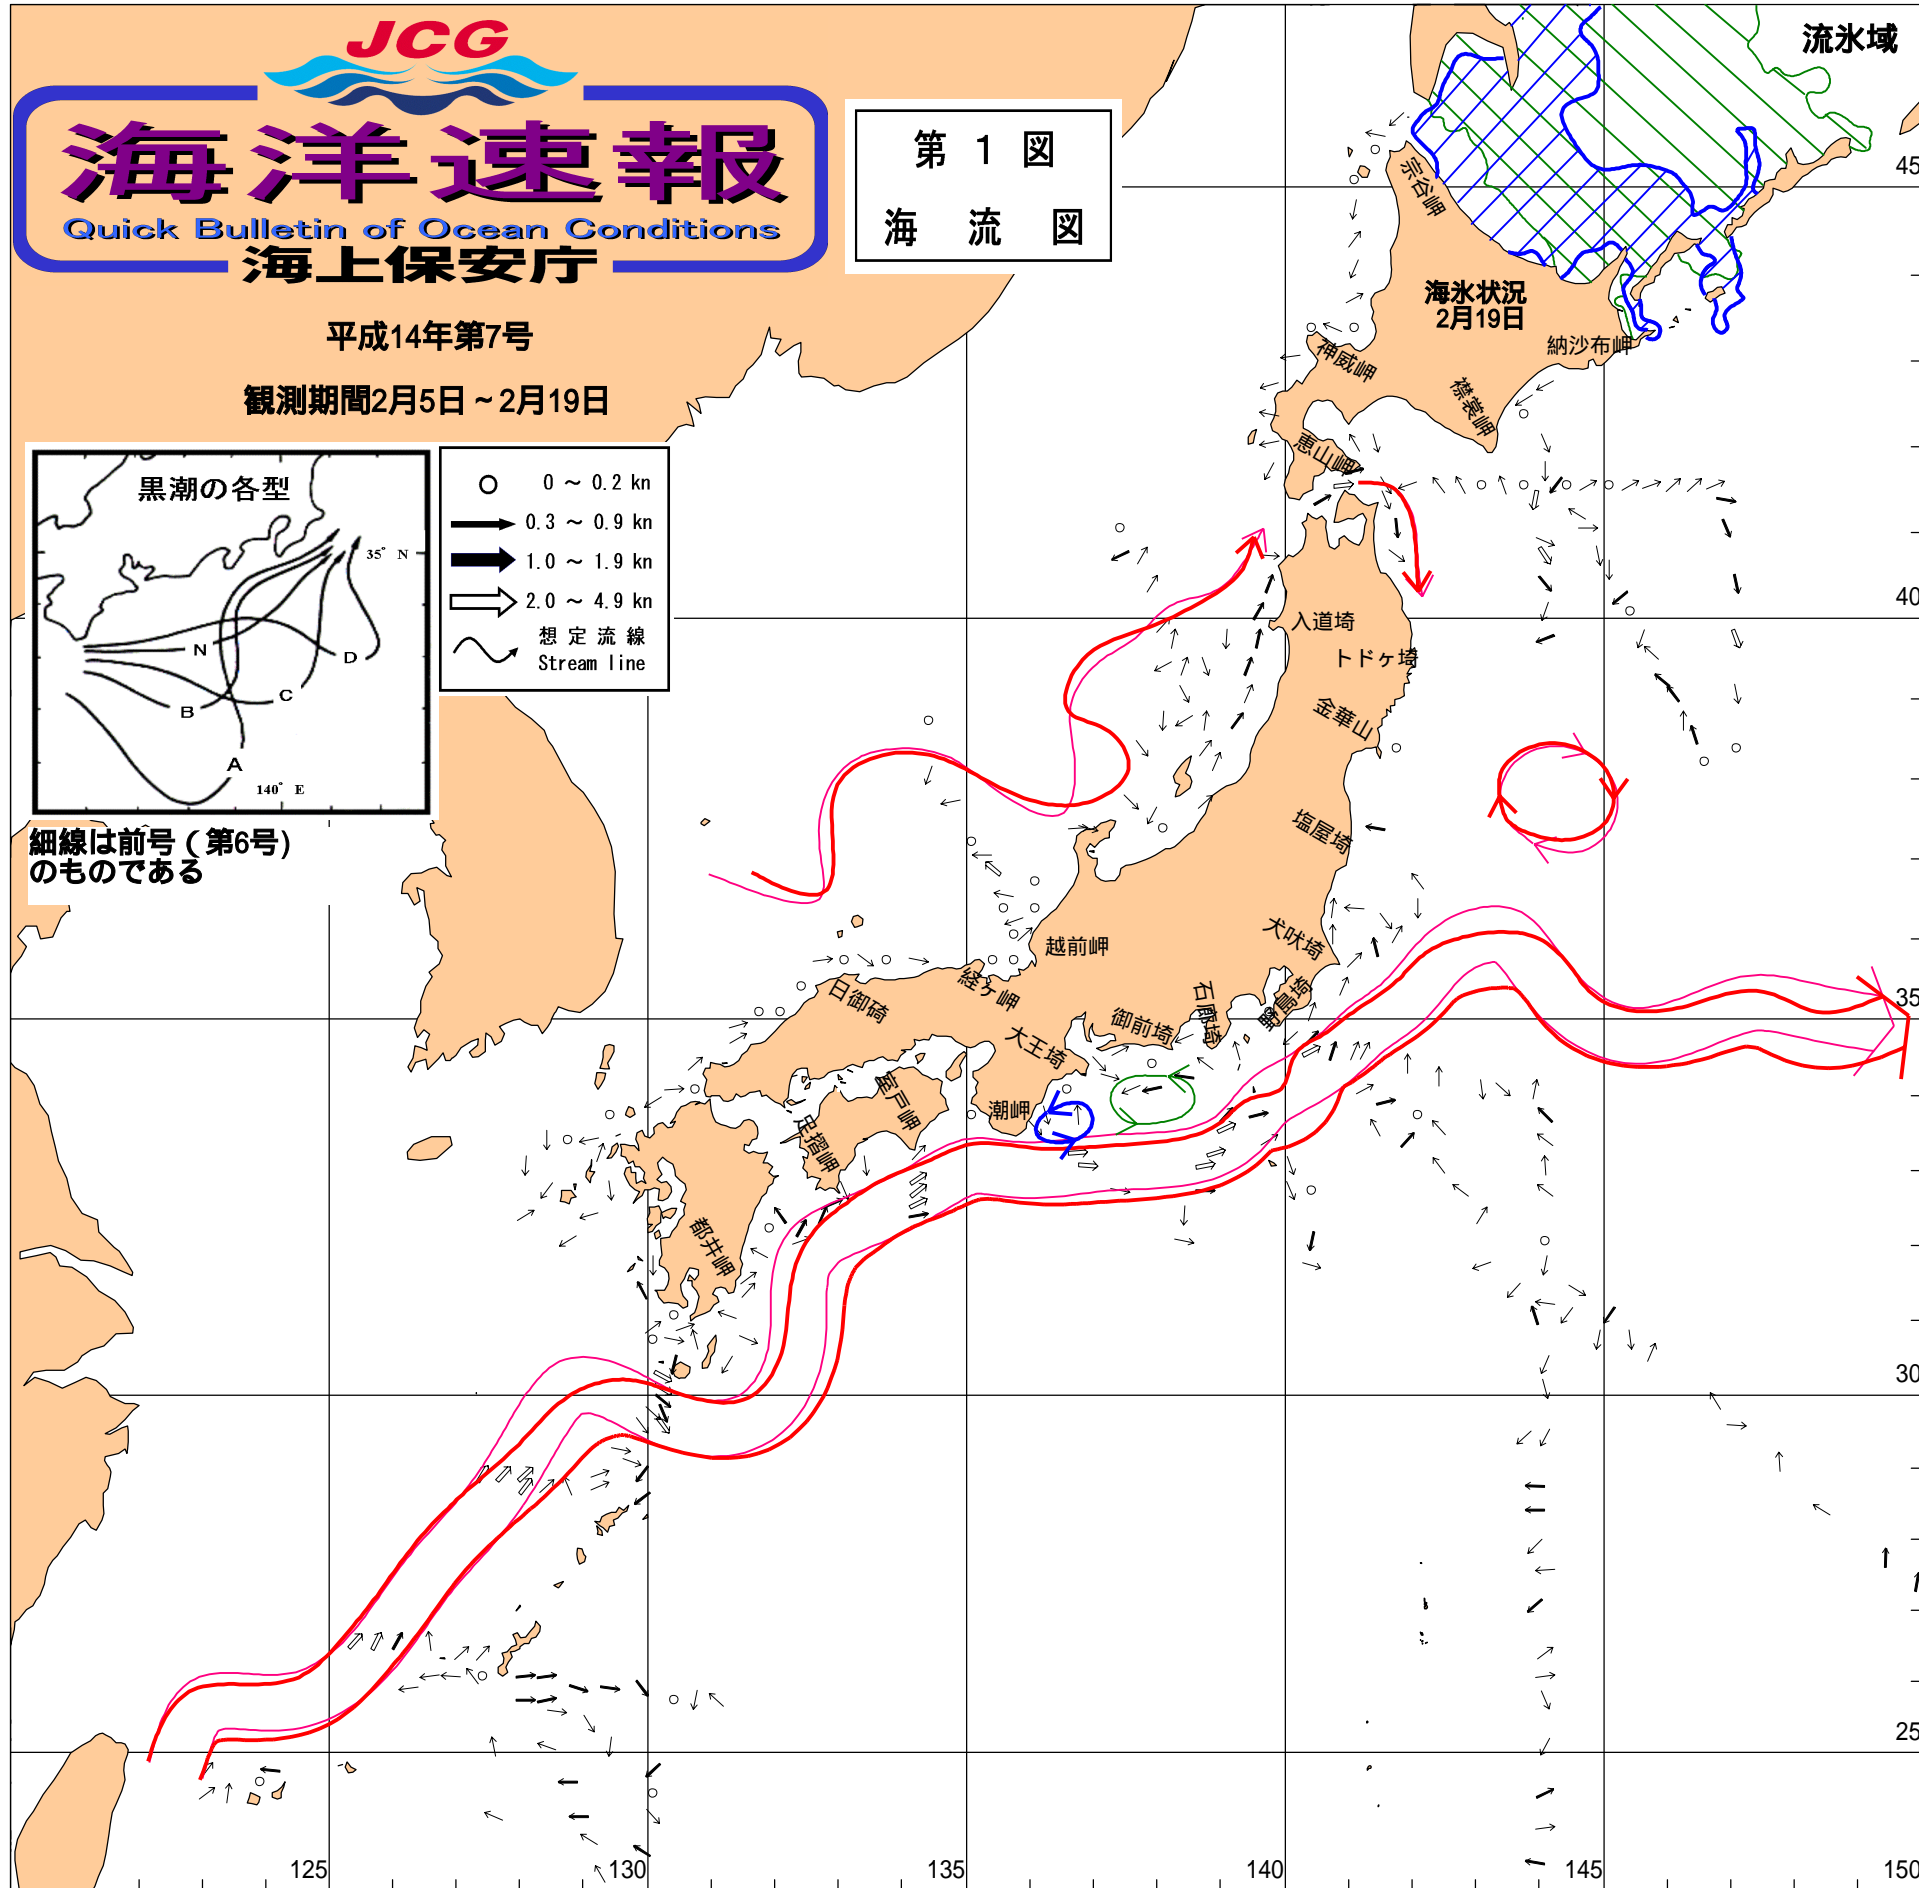 JCG
海洋速報
Quick Bulletin of Ocean Conditions
海上保安庁
平成14年第7号
観測期間2月5日～2月19日
第 1 図
海 流 図
流氷域
黒潮の各型
35° N
N
D
C
B
A
140° E
0 ～ 0.2 kn
0.3 ～ 0.9 kn
1.0 ～ 1.9 kn
2.0 ～ 4.9 kn
想定流線
Stream line
細線は前号（第6号)
のものである
海氷状況
2月19日
宗谷岬
納沙布岬
神威岬
襟裳岬
恵山岬
入道埼
トドヶ埼
金華山
塩屋埼
犬吠埼
野島埼
石廊埼
御前埼
大王埼
越前岬
経ヶ岬
日御碕
潮岬
室戸岬
足摺岬
都井岬
45
40
35
30
25
125
130
135
140
145
150